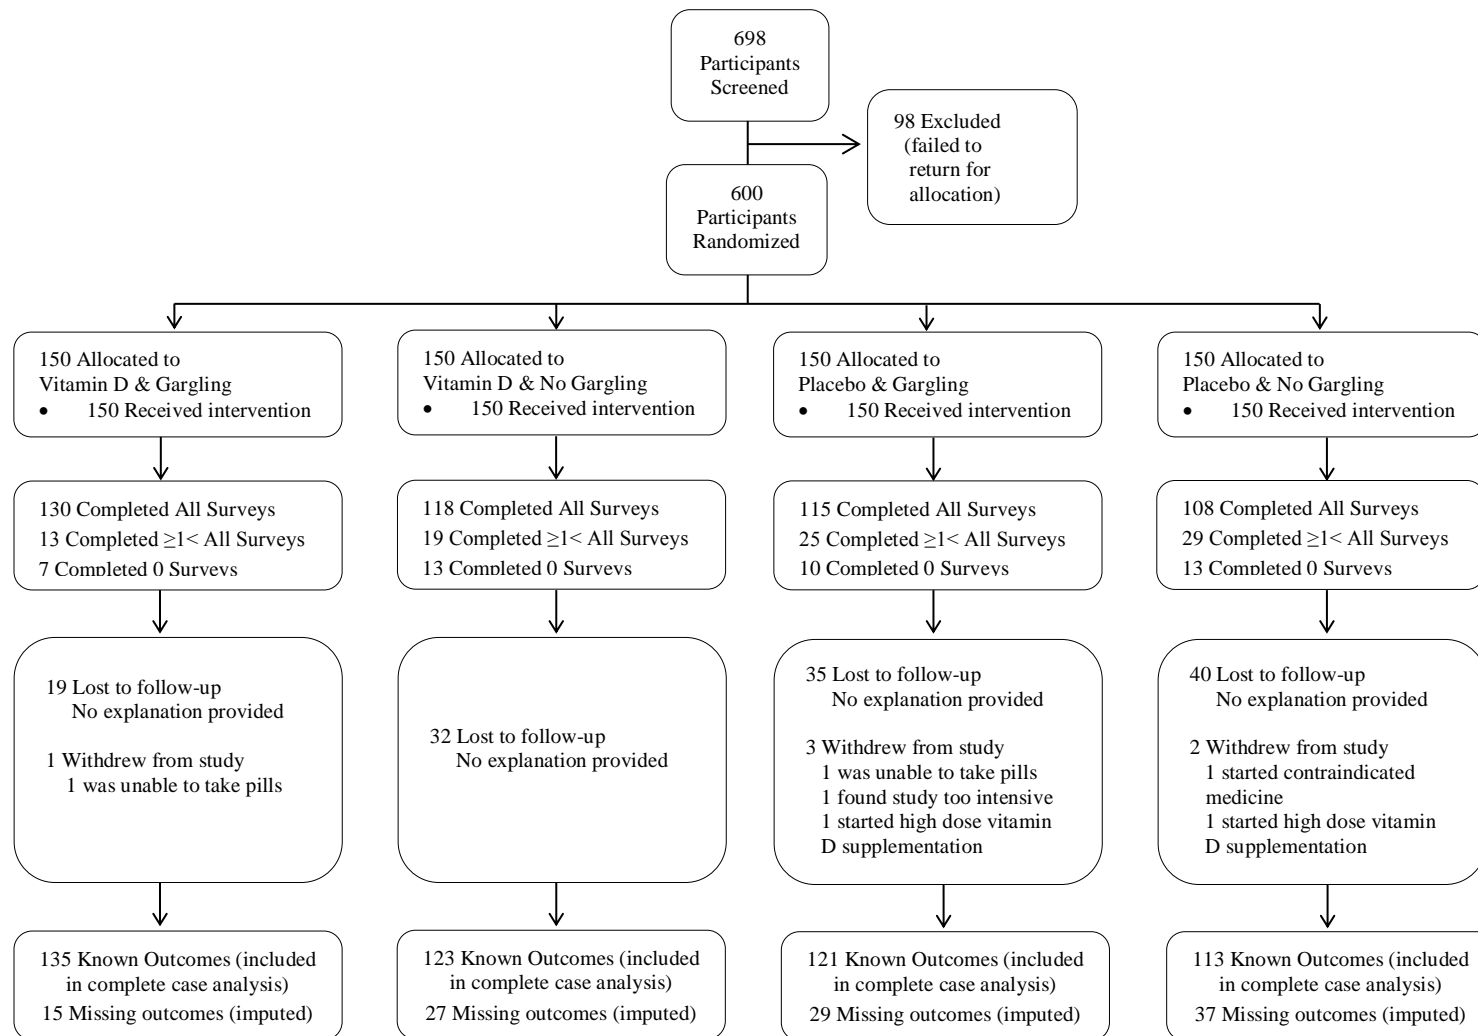 698
Participants
Screened
98 Excluded
(failed to
return for
allocation)
600
Participants
Randomized
150 Allocated to
Vitamin D & Gargling
• 150 Received intervention
150 Allocated to
Vitamin D & No Gargling
• 150 Received intervention
150 Allocated to
Placebo & Gargling
• 150 Received intervention
150 Allocated to
Placebo & No Gargling
• 150 Received intervention
130 Completed All Surveys
13 Completed ≥1< All Surveys
7 Completed 0 Surveys
118 Completed All Surveys
19 Completed ≥1< All Surveys
13 Completed 0 Surveys
115 Completed All Surveys
25 Completed ≥1< All Surveys
10 Completed 0 Surveys
108 Completed All Surveys
29 Completed ≥1< All Surveys
13 Completed 0 Surveys
19 Lost to follow-up
No explanation provided
1 Withdrew from study
1 was unable to take pills
32 Lost to follow-up
No explanation provided
35 Lost to follow-up
No explanation provided
3 Withdrew from study
1 was unable to take pills
1 found study too intensive
1 started high dose vitamin
D supplementation
40 Lost to follow-up
No explanation provided
2 Withdrew from study
1 started contraindicated
medicine
1 started high dose vitamin
D supplementation
135 Known Outcomes (included
in complete case analysis)
15 Missing outcomes (imputed)
123 Known Outcomes (included
in complete case analysis)
27 Missing outcomes (imputed)
121 Known Outcomes (included
in complete case analysis)
29 Missing outcomes (imputed)
113 Known Outcomes (included
in complete case analysis)
37 Missing outcomes (imputed)